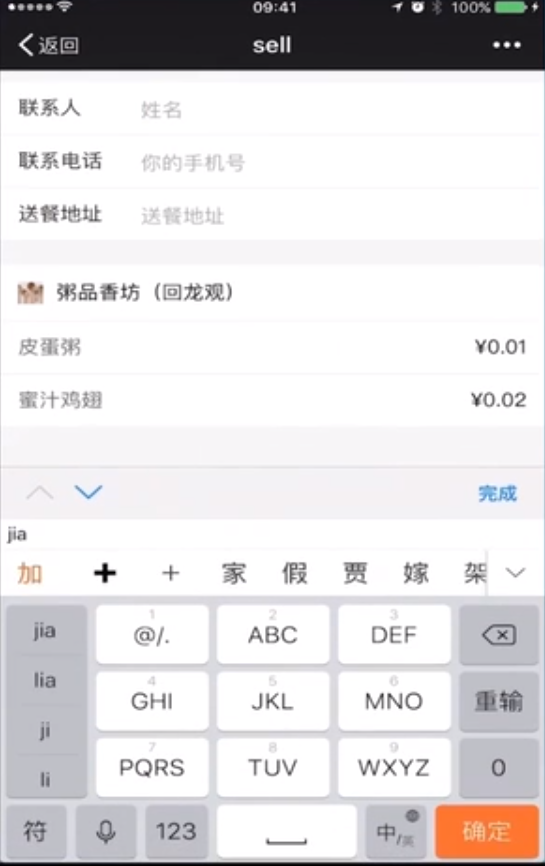 09:41 100%
返回 sell
联系人 姓名
联系电话 你的手机号
送餐地址 送餐地址
粥品香坊（回龙观）
皮蛋粥 ¥0.01
蜜汁鸡翅 ¥0.02
完成
jia
加 + + 家 假 贾 嫁 架
jia 1 @/. 2 ABC 3 DEF
lia 4 GHI 5 JKL 6 MNO 重输
ji
li 7 PQRS 8 TUV 9 WXYZ 0
符 123 中/英 确定